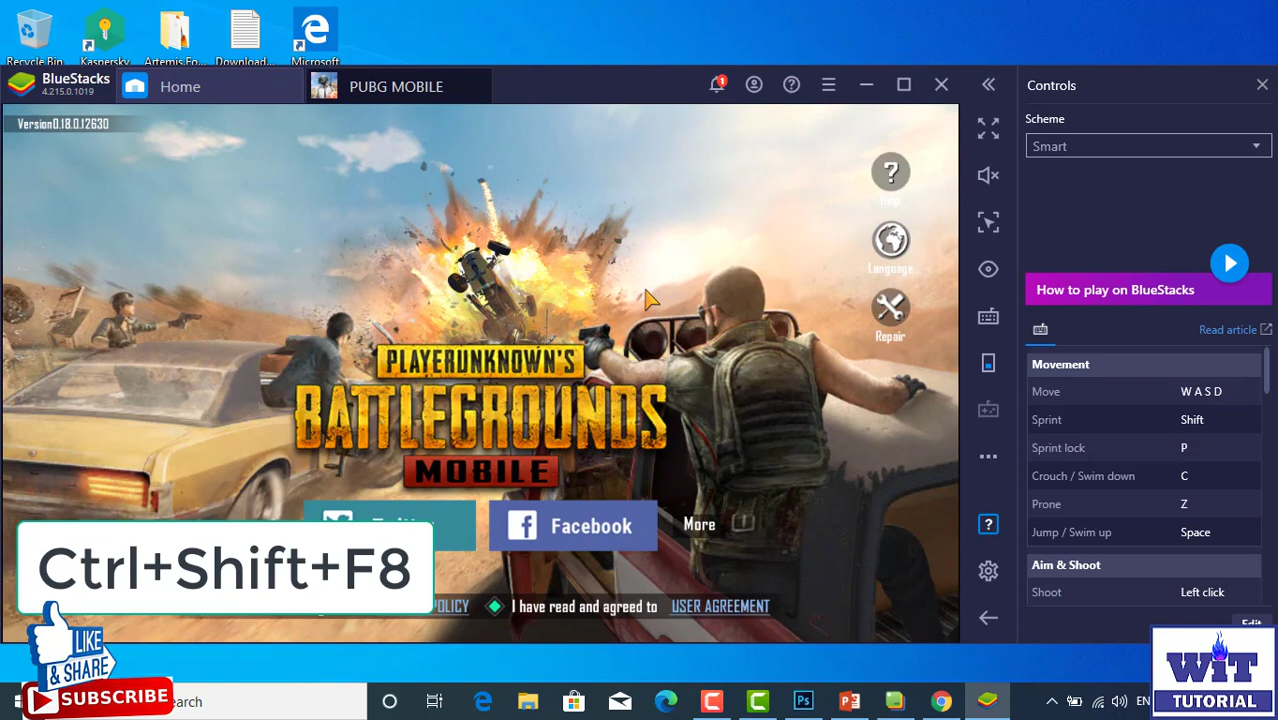 Recycle Bin
Kaspersky
Artemis Fo...
Download...
Microsoft
BlueStacks
4.215.0.1019
Home
PUBG MOBILE
1
Controls
Version0.18.0.12630
Scheme
Smart
? Help
Language
Repair
How to play on BlueStacks
Read article
Movement
Move W A S D
Sprint Shift
Sprint lock P
Crouch / Swim down C
Prone Z
Jump / Swim up Space
Aim & Shoot
Shoot Left click
Edit
PLAYERUNKNOWN'S
BATTLEGROUNDS
MOBILE
Facebook
More
Ctrl+Shift+F8
POLICY
I have read and agreed to USER AGREEMENT
LIKE
& SHARE
SUBSCRIBE
WIT
TUTORIAL
earch
Ps
EN